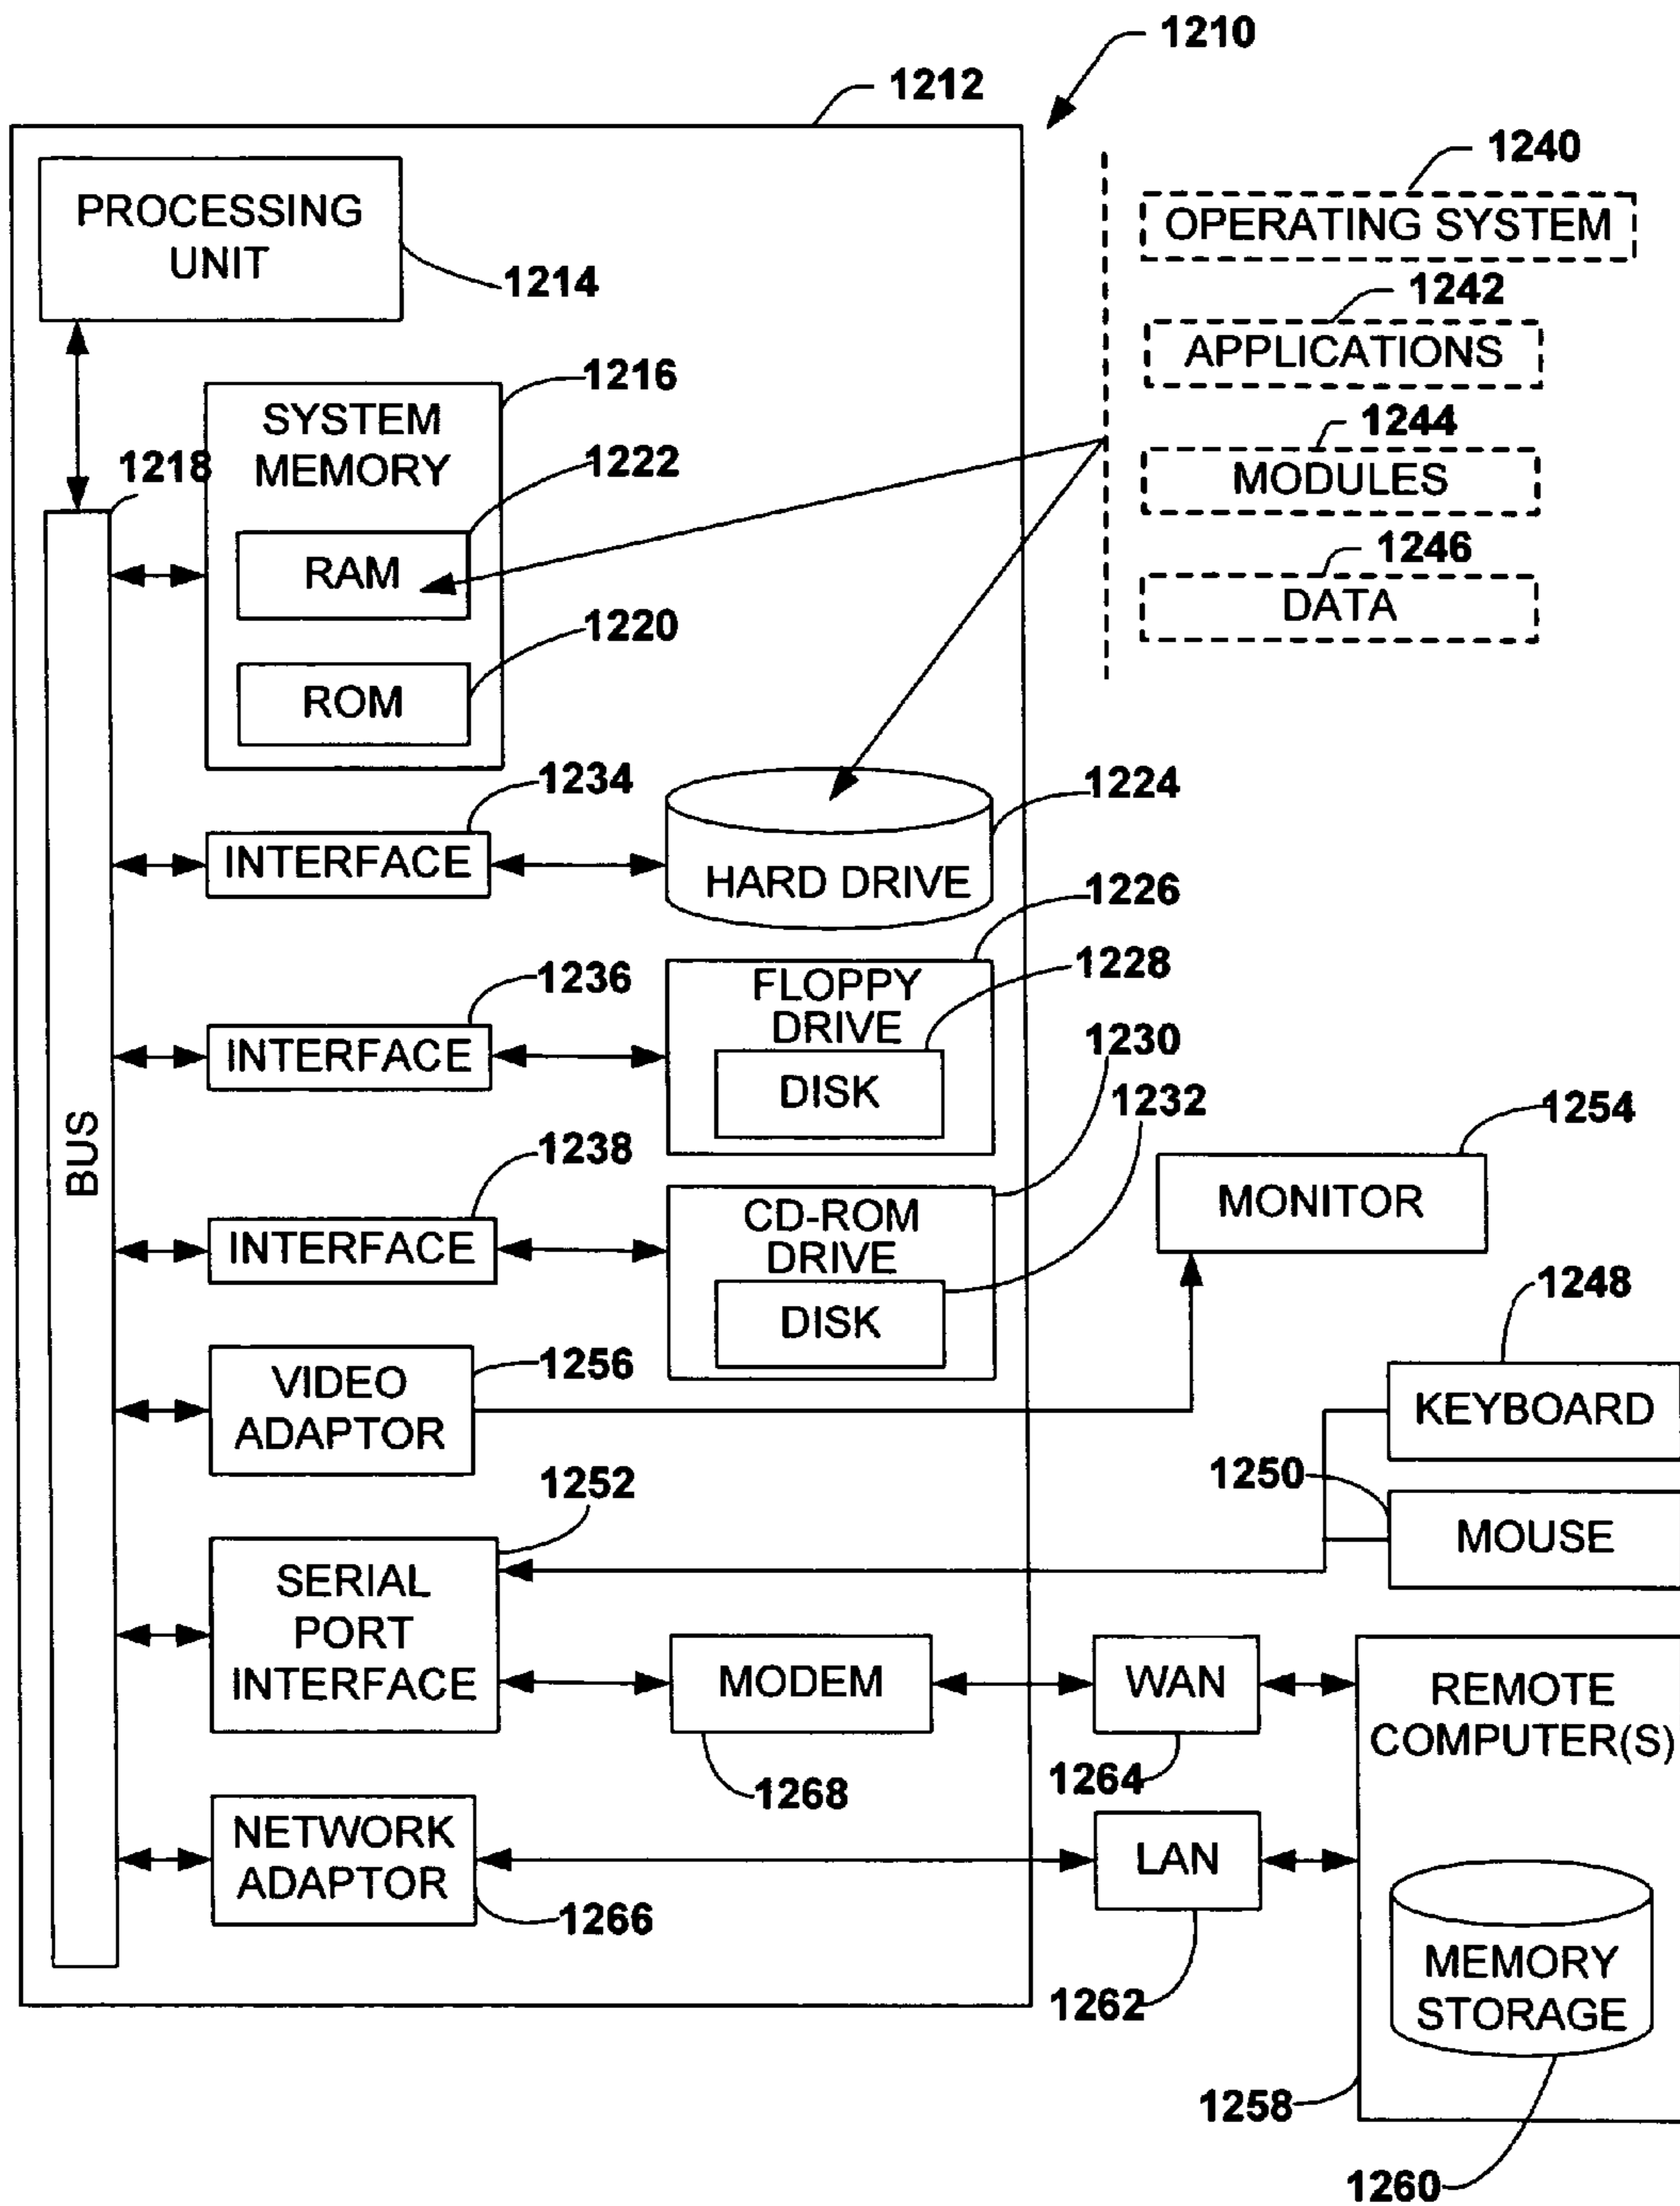 1210
1212
1240
PROCESSING
UNIT
OPERATING SYSTEM
1214
1242
APPLICATIONS
1216
SYSTEM
MEMORY
1244
1218
1222
MODULES
RAM
1246
DATA
1220
ROM
1234
1224
INTERFACE
HARD DRIVE
1226
1236
1228
FLOPPY
DRIVE
INTERFACE
1230
DISK
1232
1254
BUS
1238
MONITOR
INTERFACE
CD-ROM
DRIVE
1248
DISK
1256
VIDEO
ADAPTOR
KEYBOARD
1252
1250
MOUSE
SERIAL
PORT
INTERFACE
MODEM
WAN
REMOTE
COMPUTER(S)
1268
1264
NETWORK
ADAPTOR
LAN
1266
1262
MEMORY
STORAGE
1258
1260